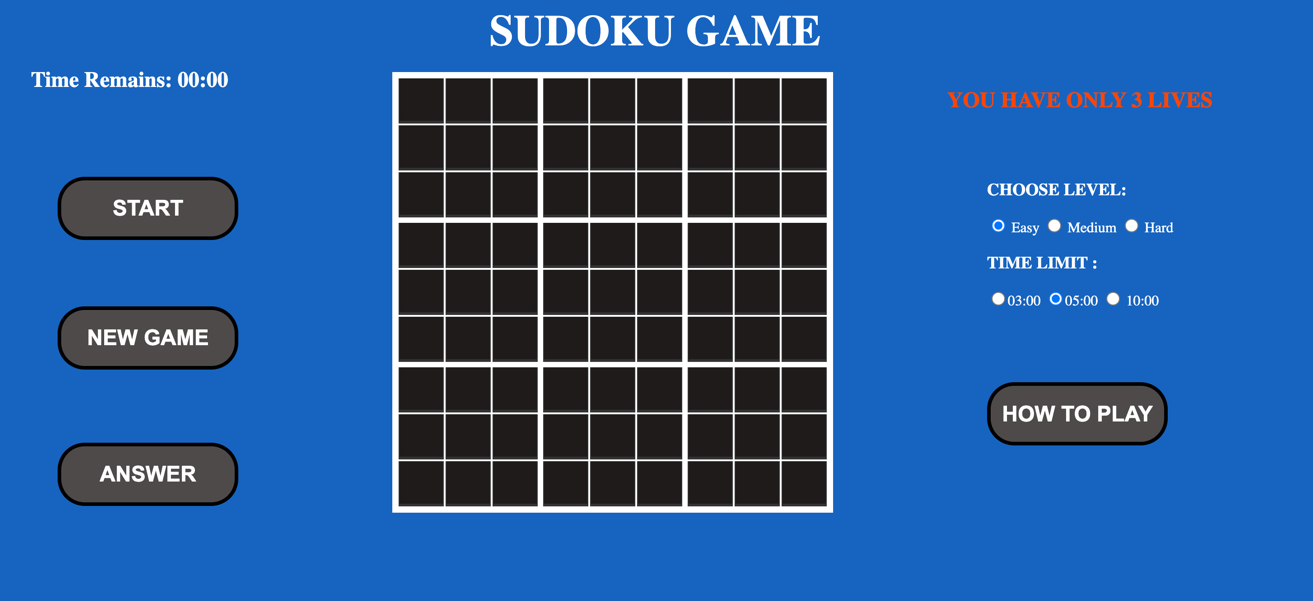 SUDOKU GAME
Time Remains: 00:00
START
NEW GAME
ANSWER
YOU HAVE ONLY 3 LIVES
CHOOSE LEVEL:
Easy Medium Hard
TIME LIMIT :
03:00 05:00 10:00
HOW TO PLAY